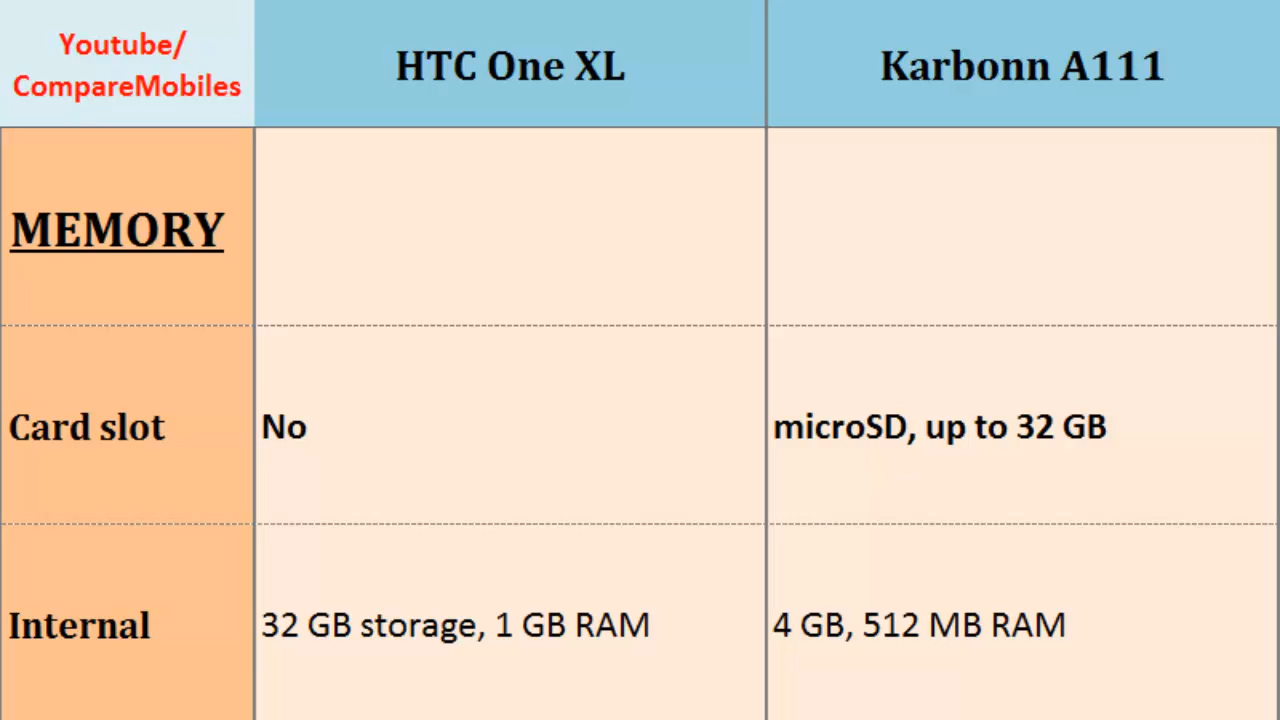 Youtube/
CompareMobiles
HTC One XL
Karbonn A111
MEMORY
Card slot
No
microSD, up to 32 GB
Internal
32 GB storage, 1 GB RAM
4 GB, 512 MB RAM